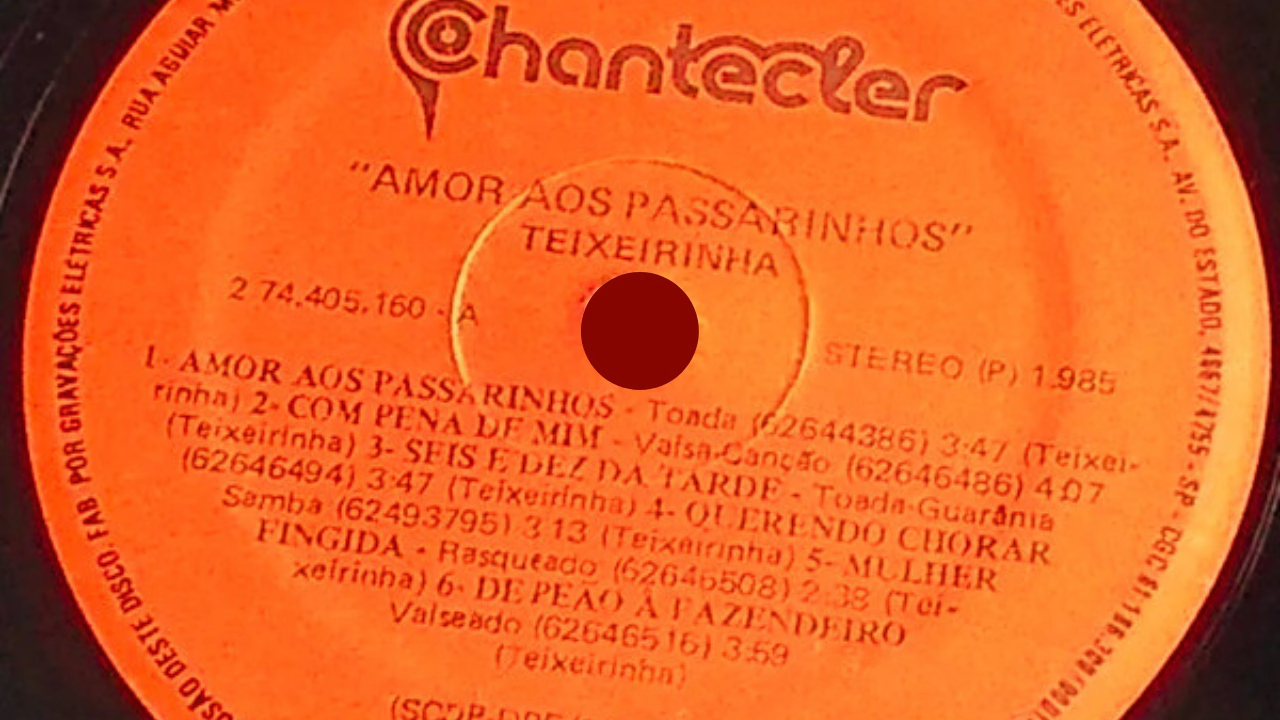 Chantecler
"AMOR AOS PASSARINHOS"
TEIXEIRINHA
2 74.405.160 - A
STEREO (P) 1.985
1- AMOR AOS PASSARINHOS - Toada (62644386) 3:47 (Teixei-
rinha) 2- COM PENA DE MIM - Valsa-Canção (62646486) 4:07
(Teixeirinha) 3- SEIS E DEZ DA TARDE - Toada-Guarânia
(62646494) 3:47 (Teixeirinha) 4- QUERENDO CHORAR
Samba (62493795) 3:13 (Teixeirinha) 5- MULHER
FINGIDA - Rasqueado (62646508) 2:38 (Tei-
xeirinha) 6- DE PEÃO À FAZENDEIRO
Valseado (62646516) 3:59
(Teixeirinha)
DESTE DISCO. FAB POR GRAVAÇÕES ELÉTRICAS S.A. RUA AGUIAR
ELÉTRICAS S.A. AV. DO ESTADO, 4667/4755 - SP - CGC